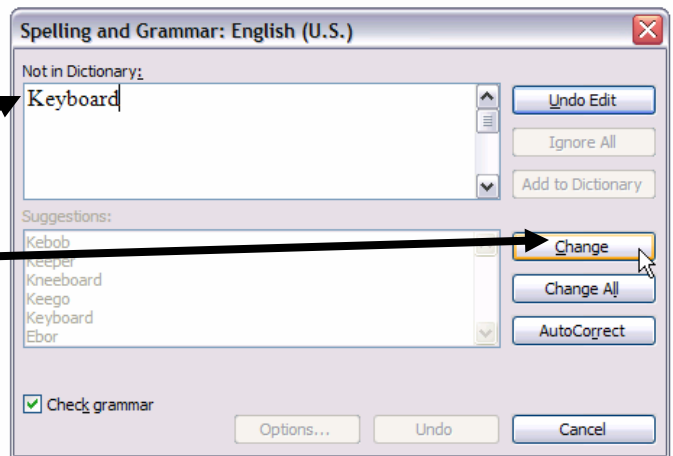 Spelling and Grammar: English (U.S.)
Not in Dictionary:
Keyboard
Undo Edit
Ignore All
Add to Dictionary
Suggestions:
Kebob
Keeper
Kneeboard
Keego
Keyboard
Ebor
Change
Change All
AutoCorrect
Check grammar
Options...
Undo
Cancel